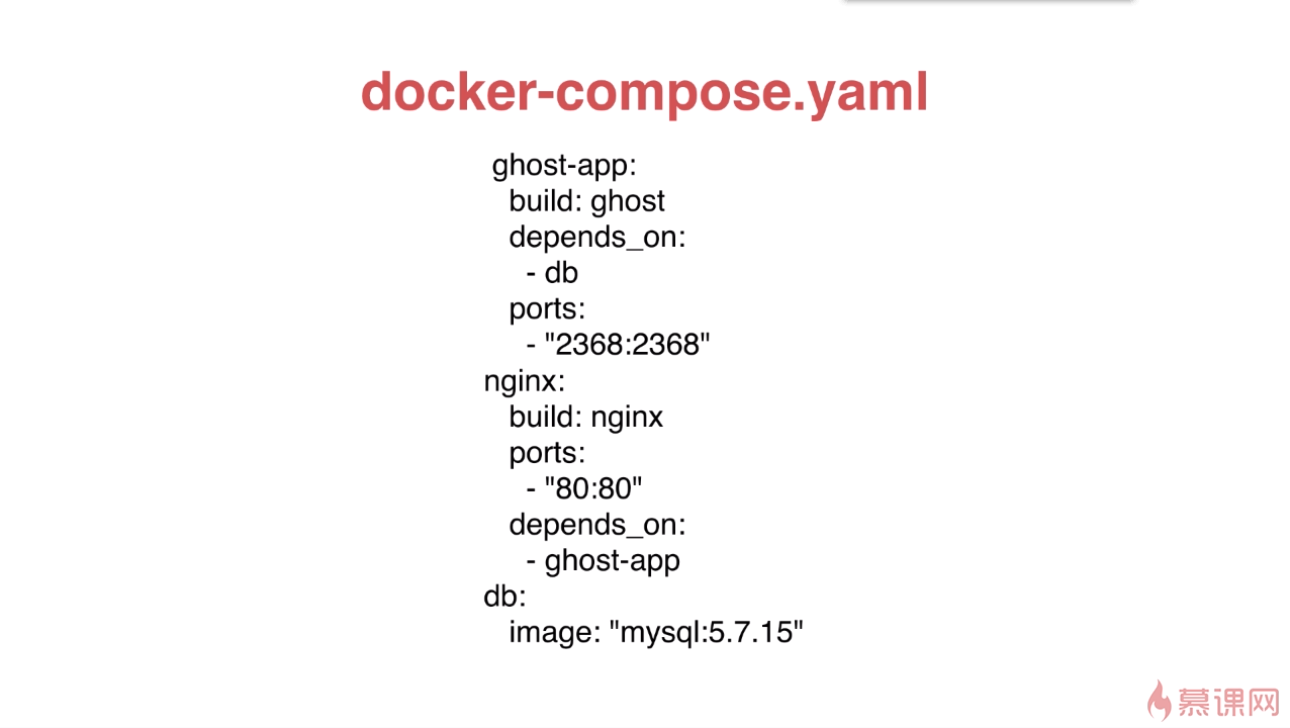 docker-compose.yaml
ghost-app:
build: ghost
depends_on:
- db
ports:
- "2368:2368"
nginx:
build: nginx
ports:
- "80:80"
depends_on:
- ghost-app
db:
image: "mysql:5.7.15"
慕课网